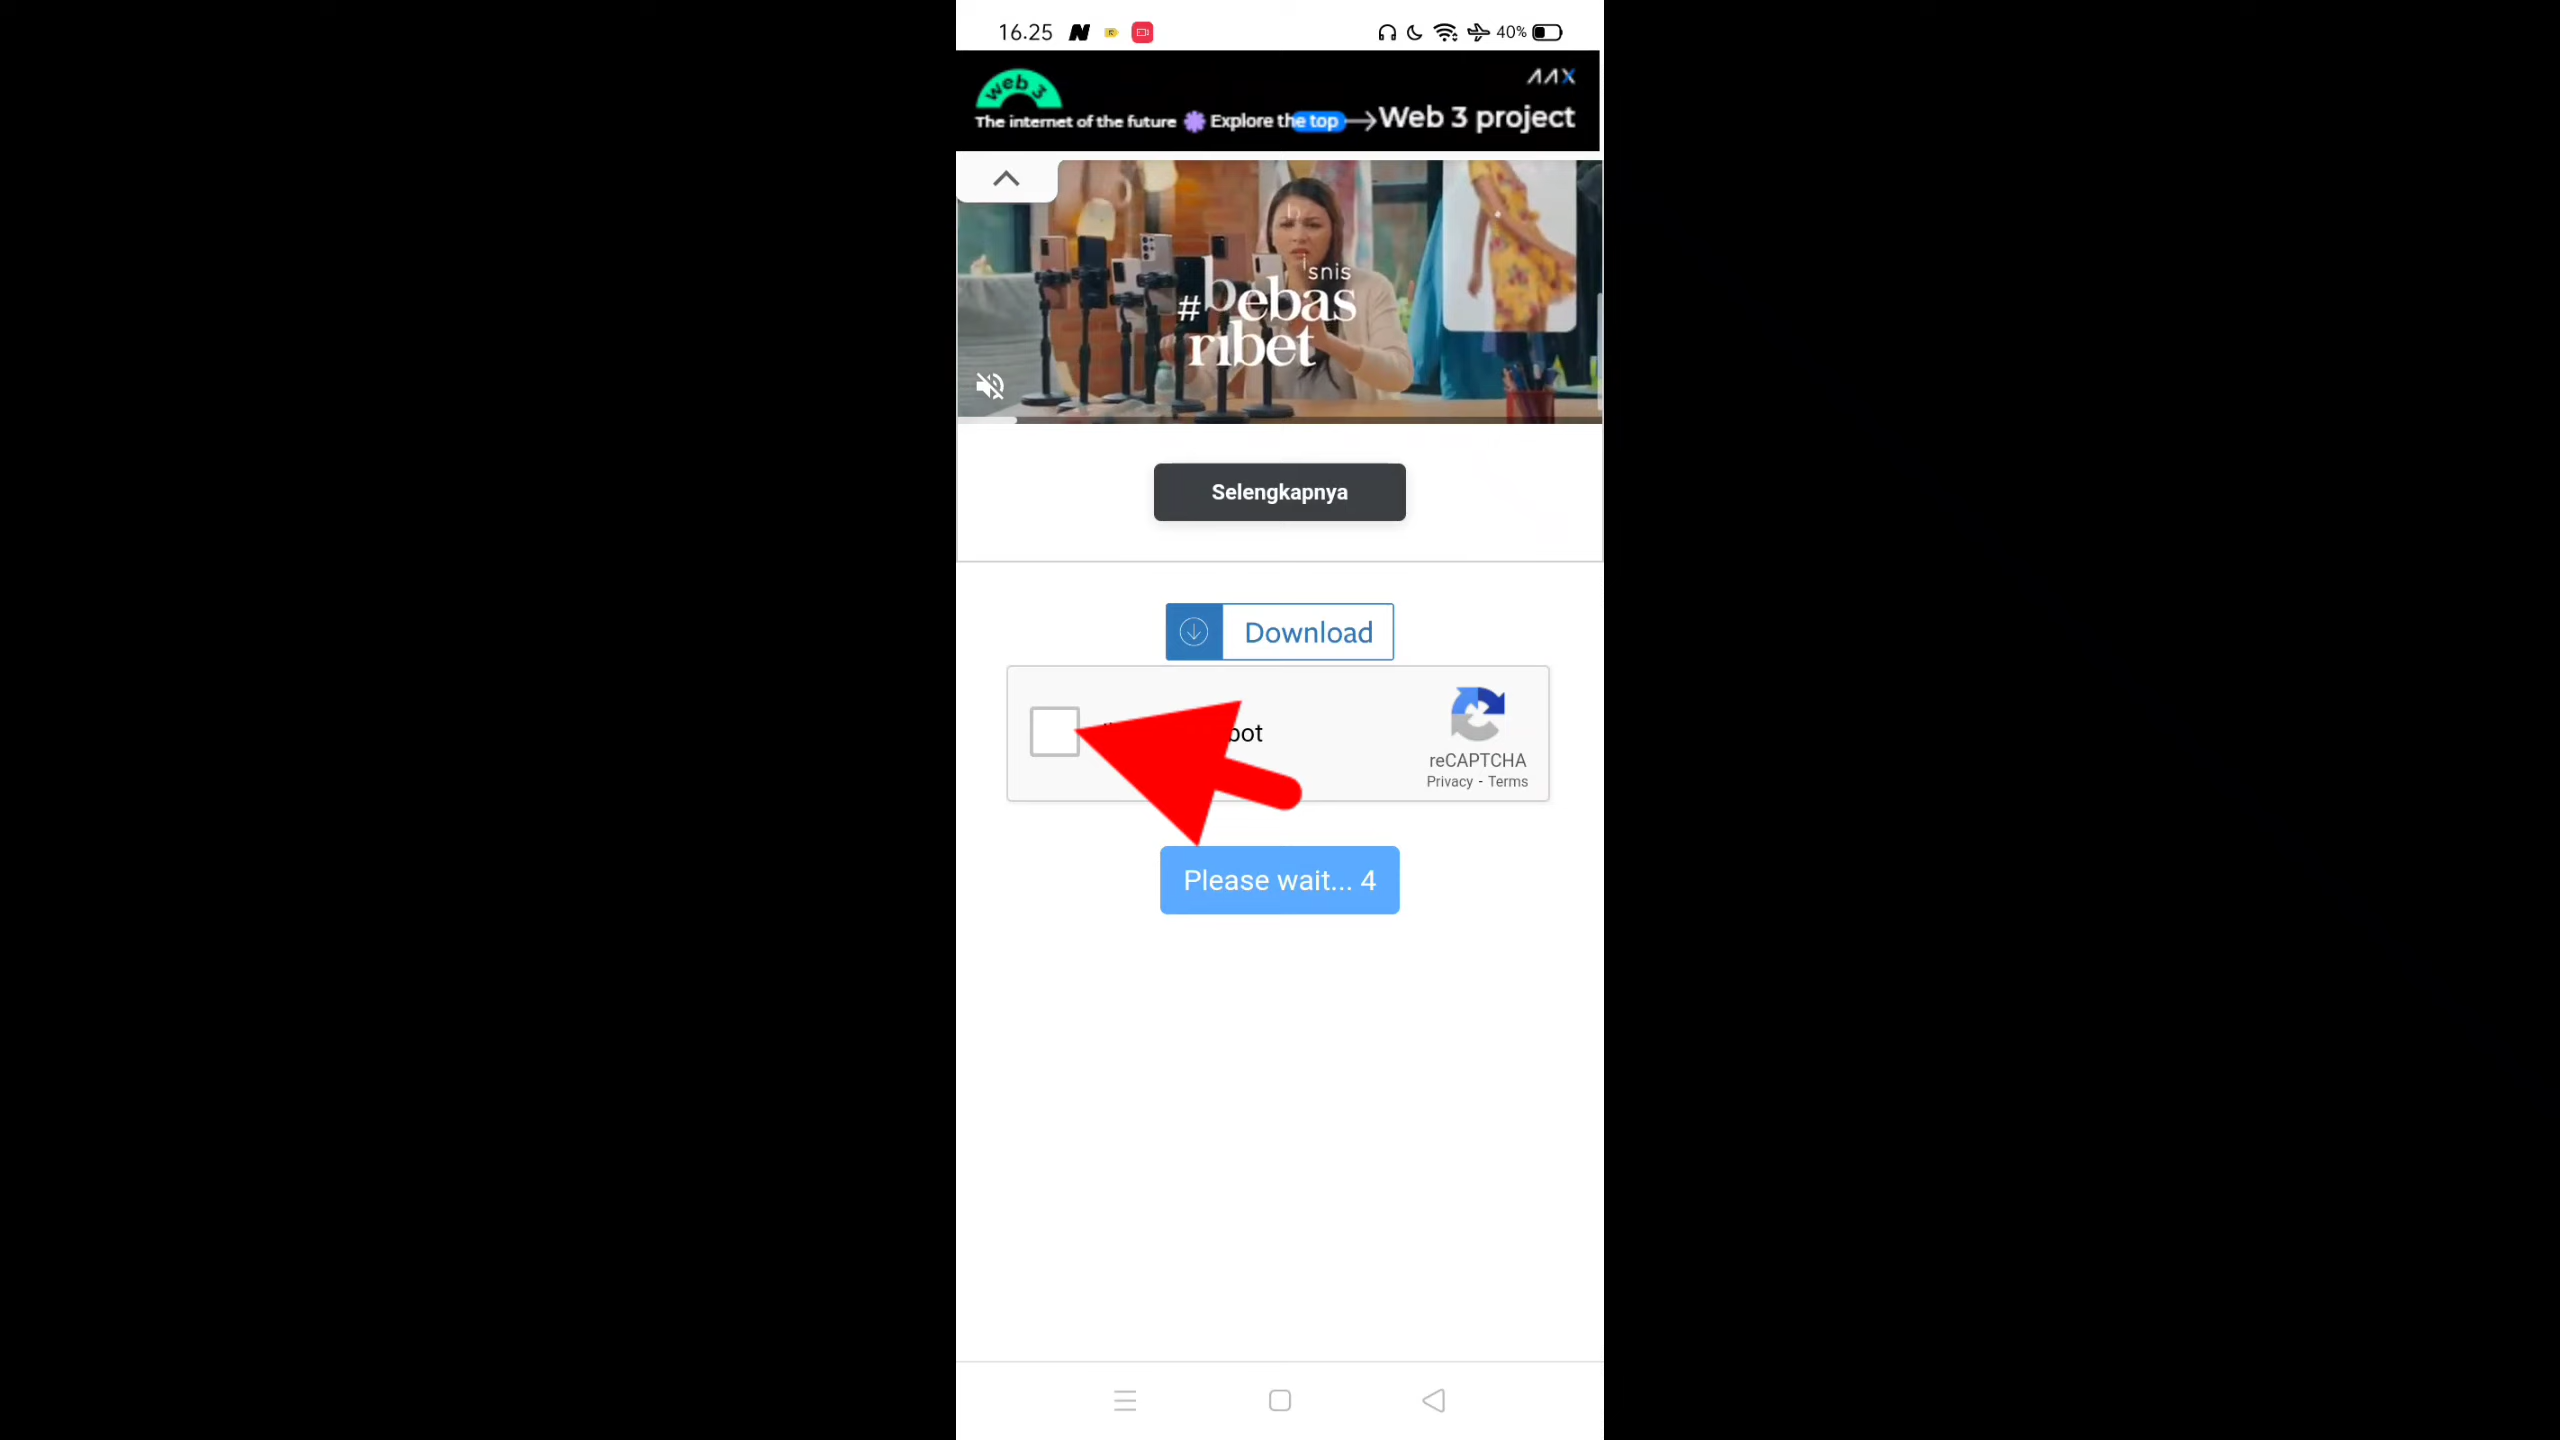 16.25 40%
web 3
AAX
The internet of the future Explore the top Web 3 project
bisnis
#bebas
ribet
Selengkapnya
Download
bot
reCAPTCHA
Privacy - Terms
Please wait... 4